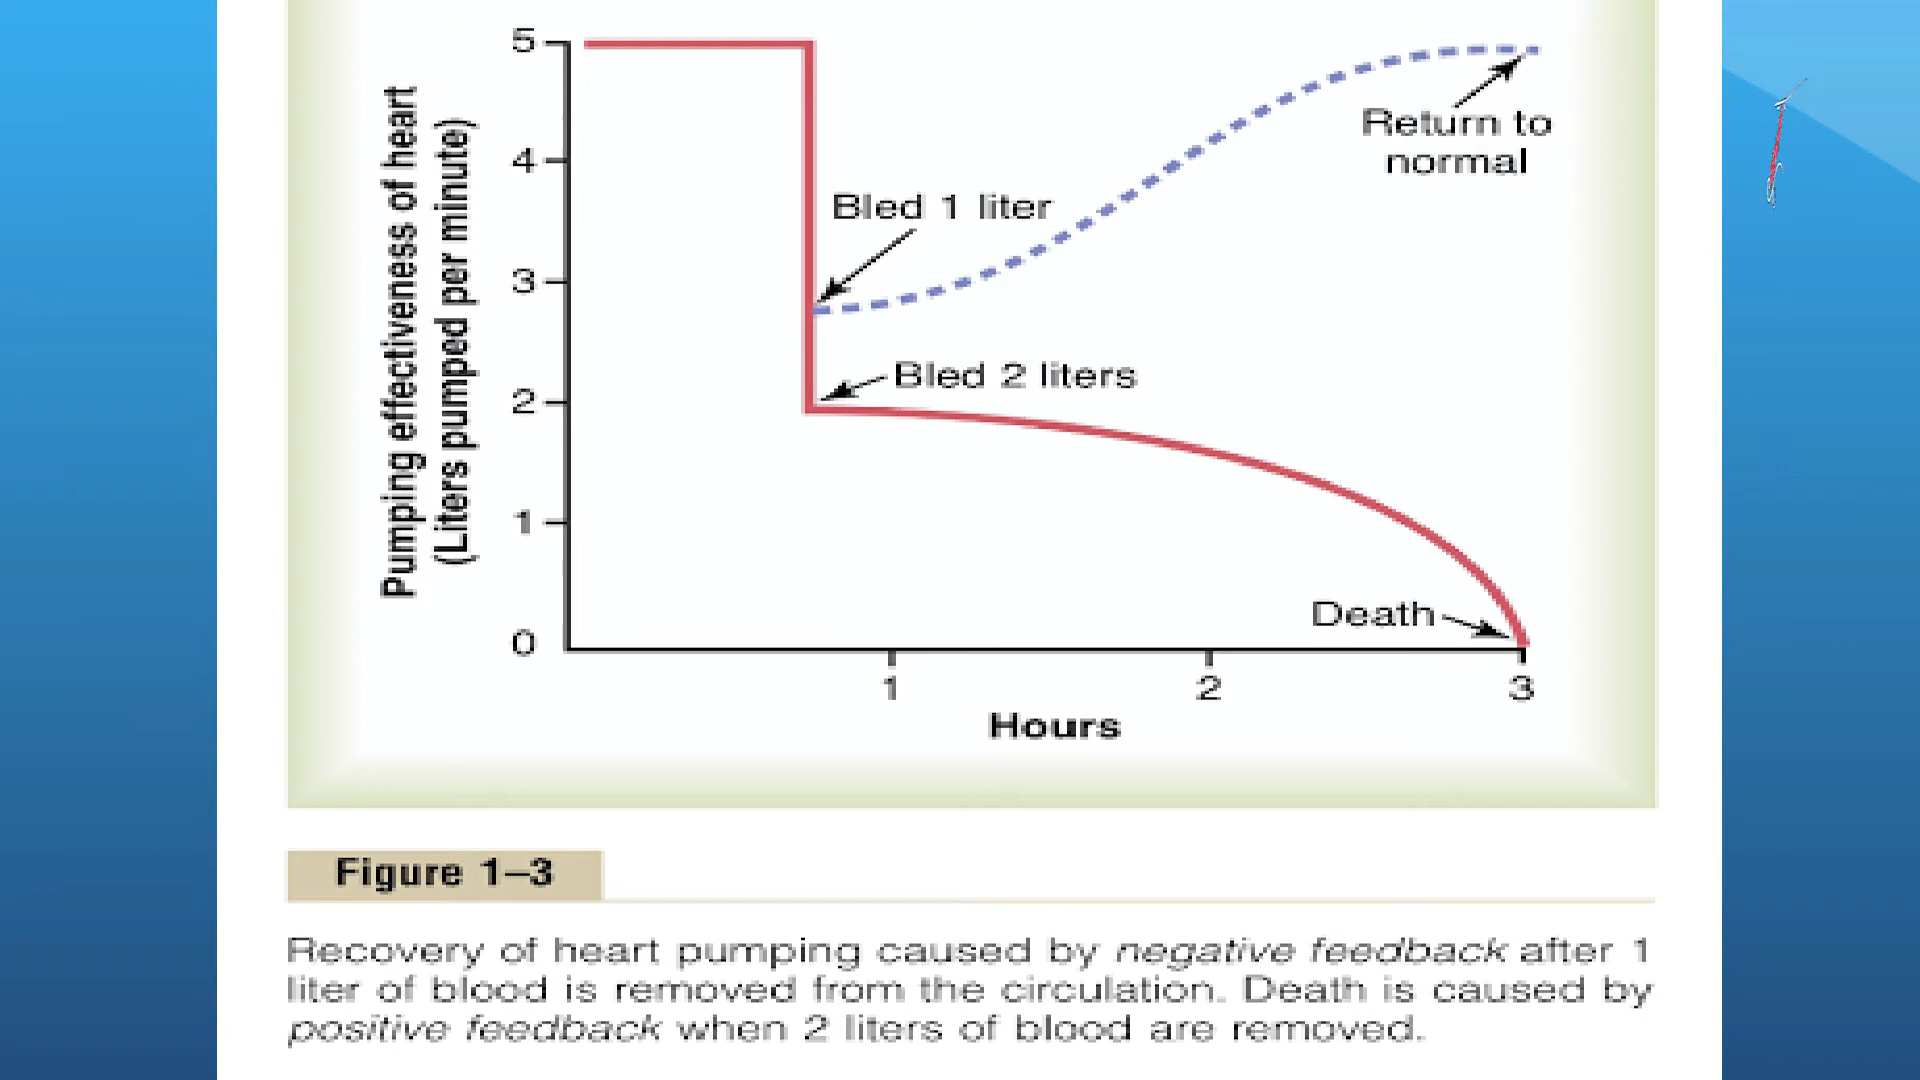 Pumping effectiveness of heart
(Liters pumped per minute)
5
4
3
2
1
0
Bled 1 liter
Return to
normal
Bled 2 liters
Death
1 2 3
Hours
Figure 1–3
Recovery of heart pumping caused by negative feedback after 1
liter of blood is removed from the circulation. Death is caused by
positive feedback when 2 liters of blood are removed.